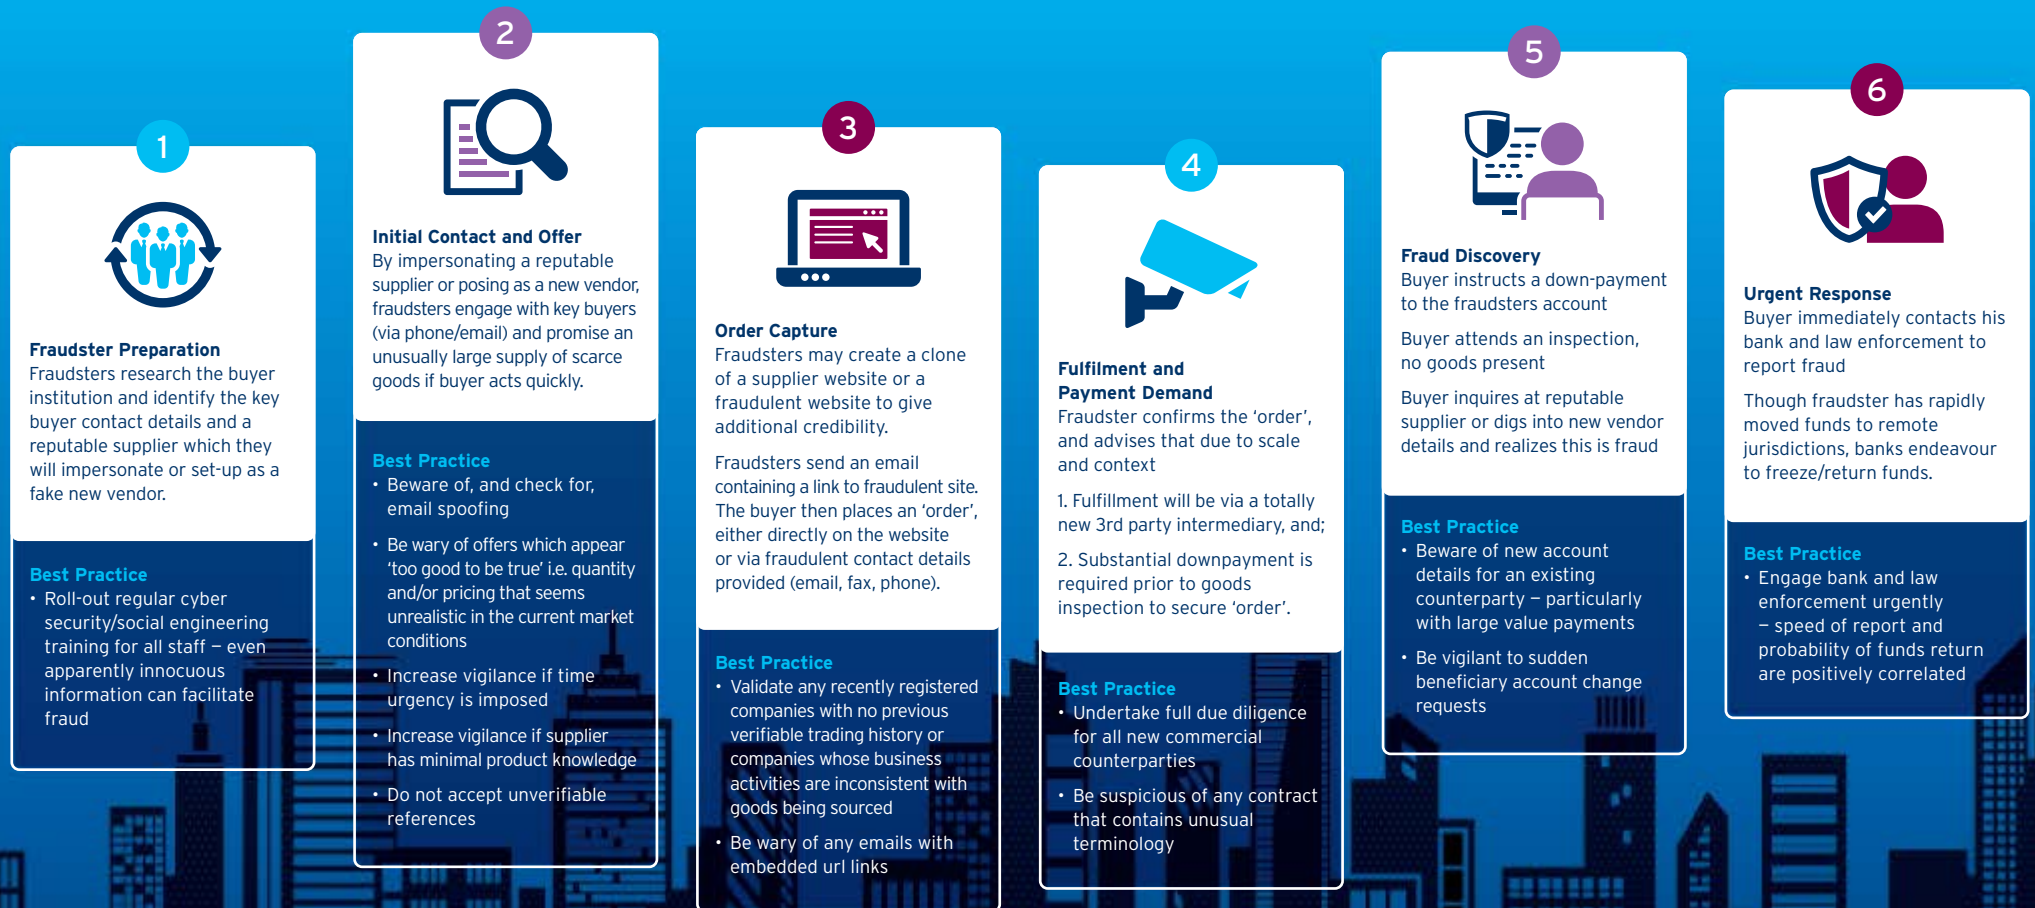 1
Fraudster Preparation
Fraudsters research the buyer
institution and identify the key
buyer contact details and a
reputable supplier which they
will impersonate or set-up as a
fake new vendor.
Best Practice
• Roll-out regular cyber
security/social engineering
training for all staff — even
apparently innocuous
information can facilitate
fraud
2
Initial Contact and Offer
By impersonating a reputable
supplier or posing as a new vendor,
fraudsters engage with key buyers
(via phone/email) and promise an
unusually large supply of scarce
goods if buyer acts quickly.
Best Practice
• Beware of, and check for,
email spoofing
• Be wary of offers which appear
‘too good to be true’ i.e. quantity
and/or pricing that seems
unrealistic in the current market
conditions
• Increase vigilance if time
urgency is imposed
• Increase vigilance if supplier
has minimal product knowledge
• Do not accept unverifiable
references
3
Order Capture
Fraudsters may create a clone
of a supplier website or a
fraudulent website to give
additional credibility.
Fraudsters send an email
containing a link to fraudulent site.
The buyer then places an ‘order’,
either directly on the website
or via fraudulent contact details
provided (email, fax, phone).
Best Practice
• Validate any recently registered
companies with no previous
verifiable trading history or
companies whose business
activities are inconsistent with
goods being sourced
• Be wary of any emails with
embedded url links
4
Fulfilment and
Payment Demand
Fraudster confirms the ‘order’,
and advises that due to scale
and context
1. Fulfillment will be via a totally
new 3rd party intermediary, and;
2. Substantial downpayment is
required prior to goods
inspection to secure ‘order’.
Best Practice
• Undertake full due diligence
for all new commercial
counterparties
• Be suspicious of any contract
that contains unusual
terminology
5
Fraud Discovery
Buyer instructs a down-payment
to the fraudsters account
Buyer attends an inspection,
no goods present
Buyer inquires at reputable
supplier or digs into new vendor
details and realizes this is fraud
Best Practice
• Beware of new account
details for an existing
counterparty — particularly
with large value payments
• Be vigilant to sudden
beneficiary account change
requests
6
Urgent Response
Buyer immediately contacts his
bank and law enforcement to
report fraud
Though fraudster has rapidly
moved funds to remote
jurisdictions, banks endeavour
to freeze/return funds.
Best Practice
• Engage bank and law
enforcement urgently
— speed of report and
probability of funds return
are positively correlated